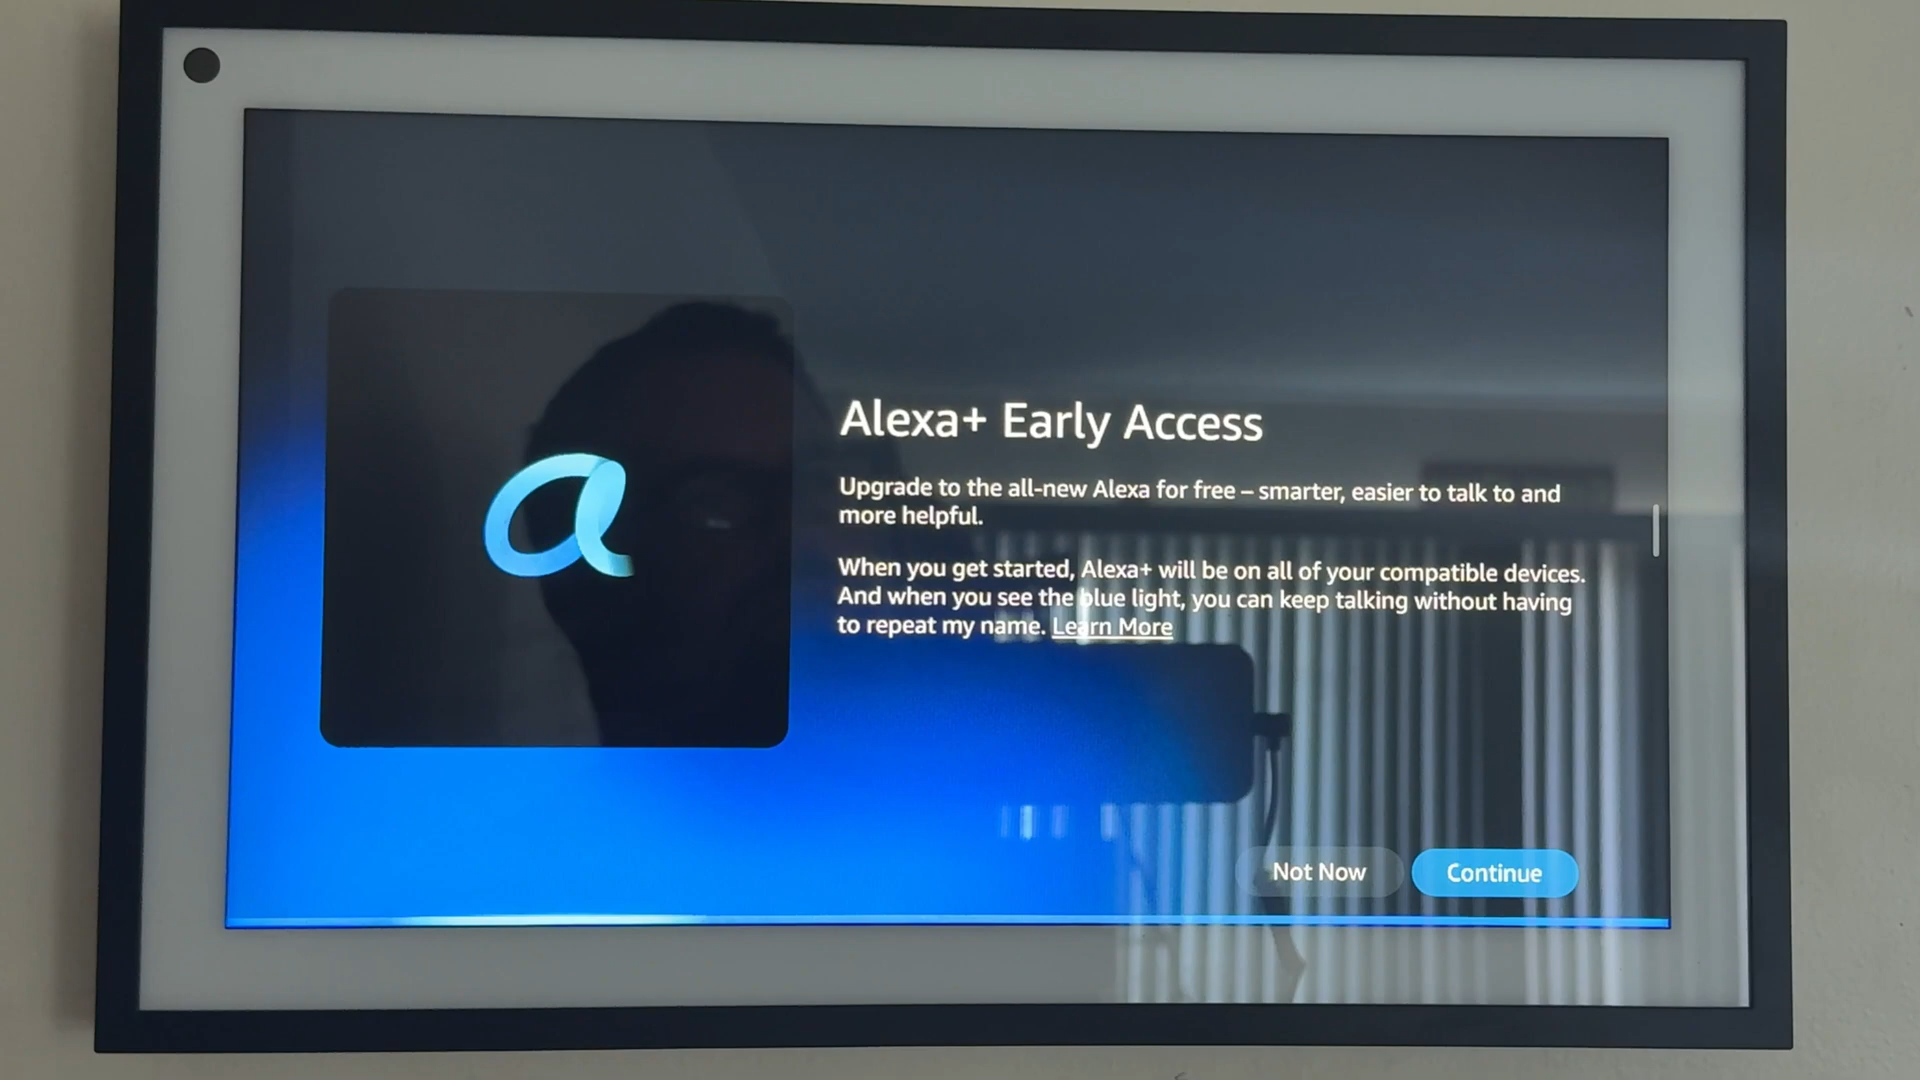 Alexa+ Early Access
Upgrade to the all-new Alexa for free – smarter, easier to talk to and
more helpful.
When you get started, Alexa+ will be on all of your compatible devices.
And when you see the blue light, you can keep talking without having
to repeat my name. Learn More
Not Now
Continue